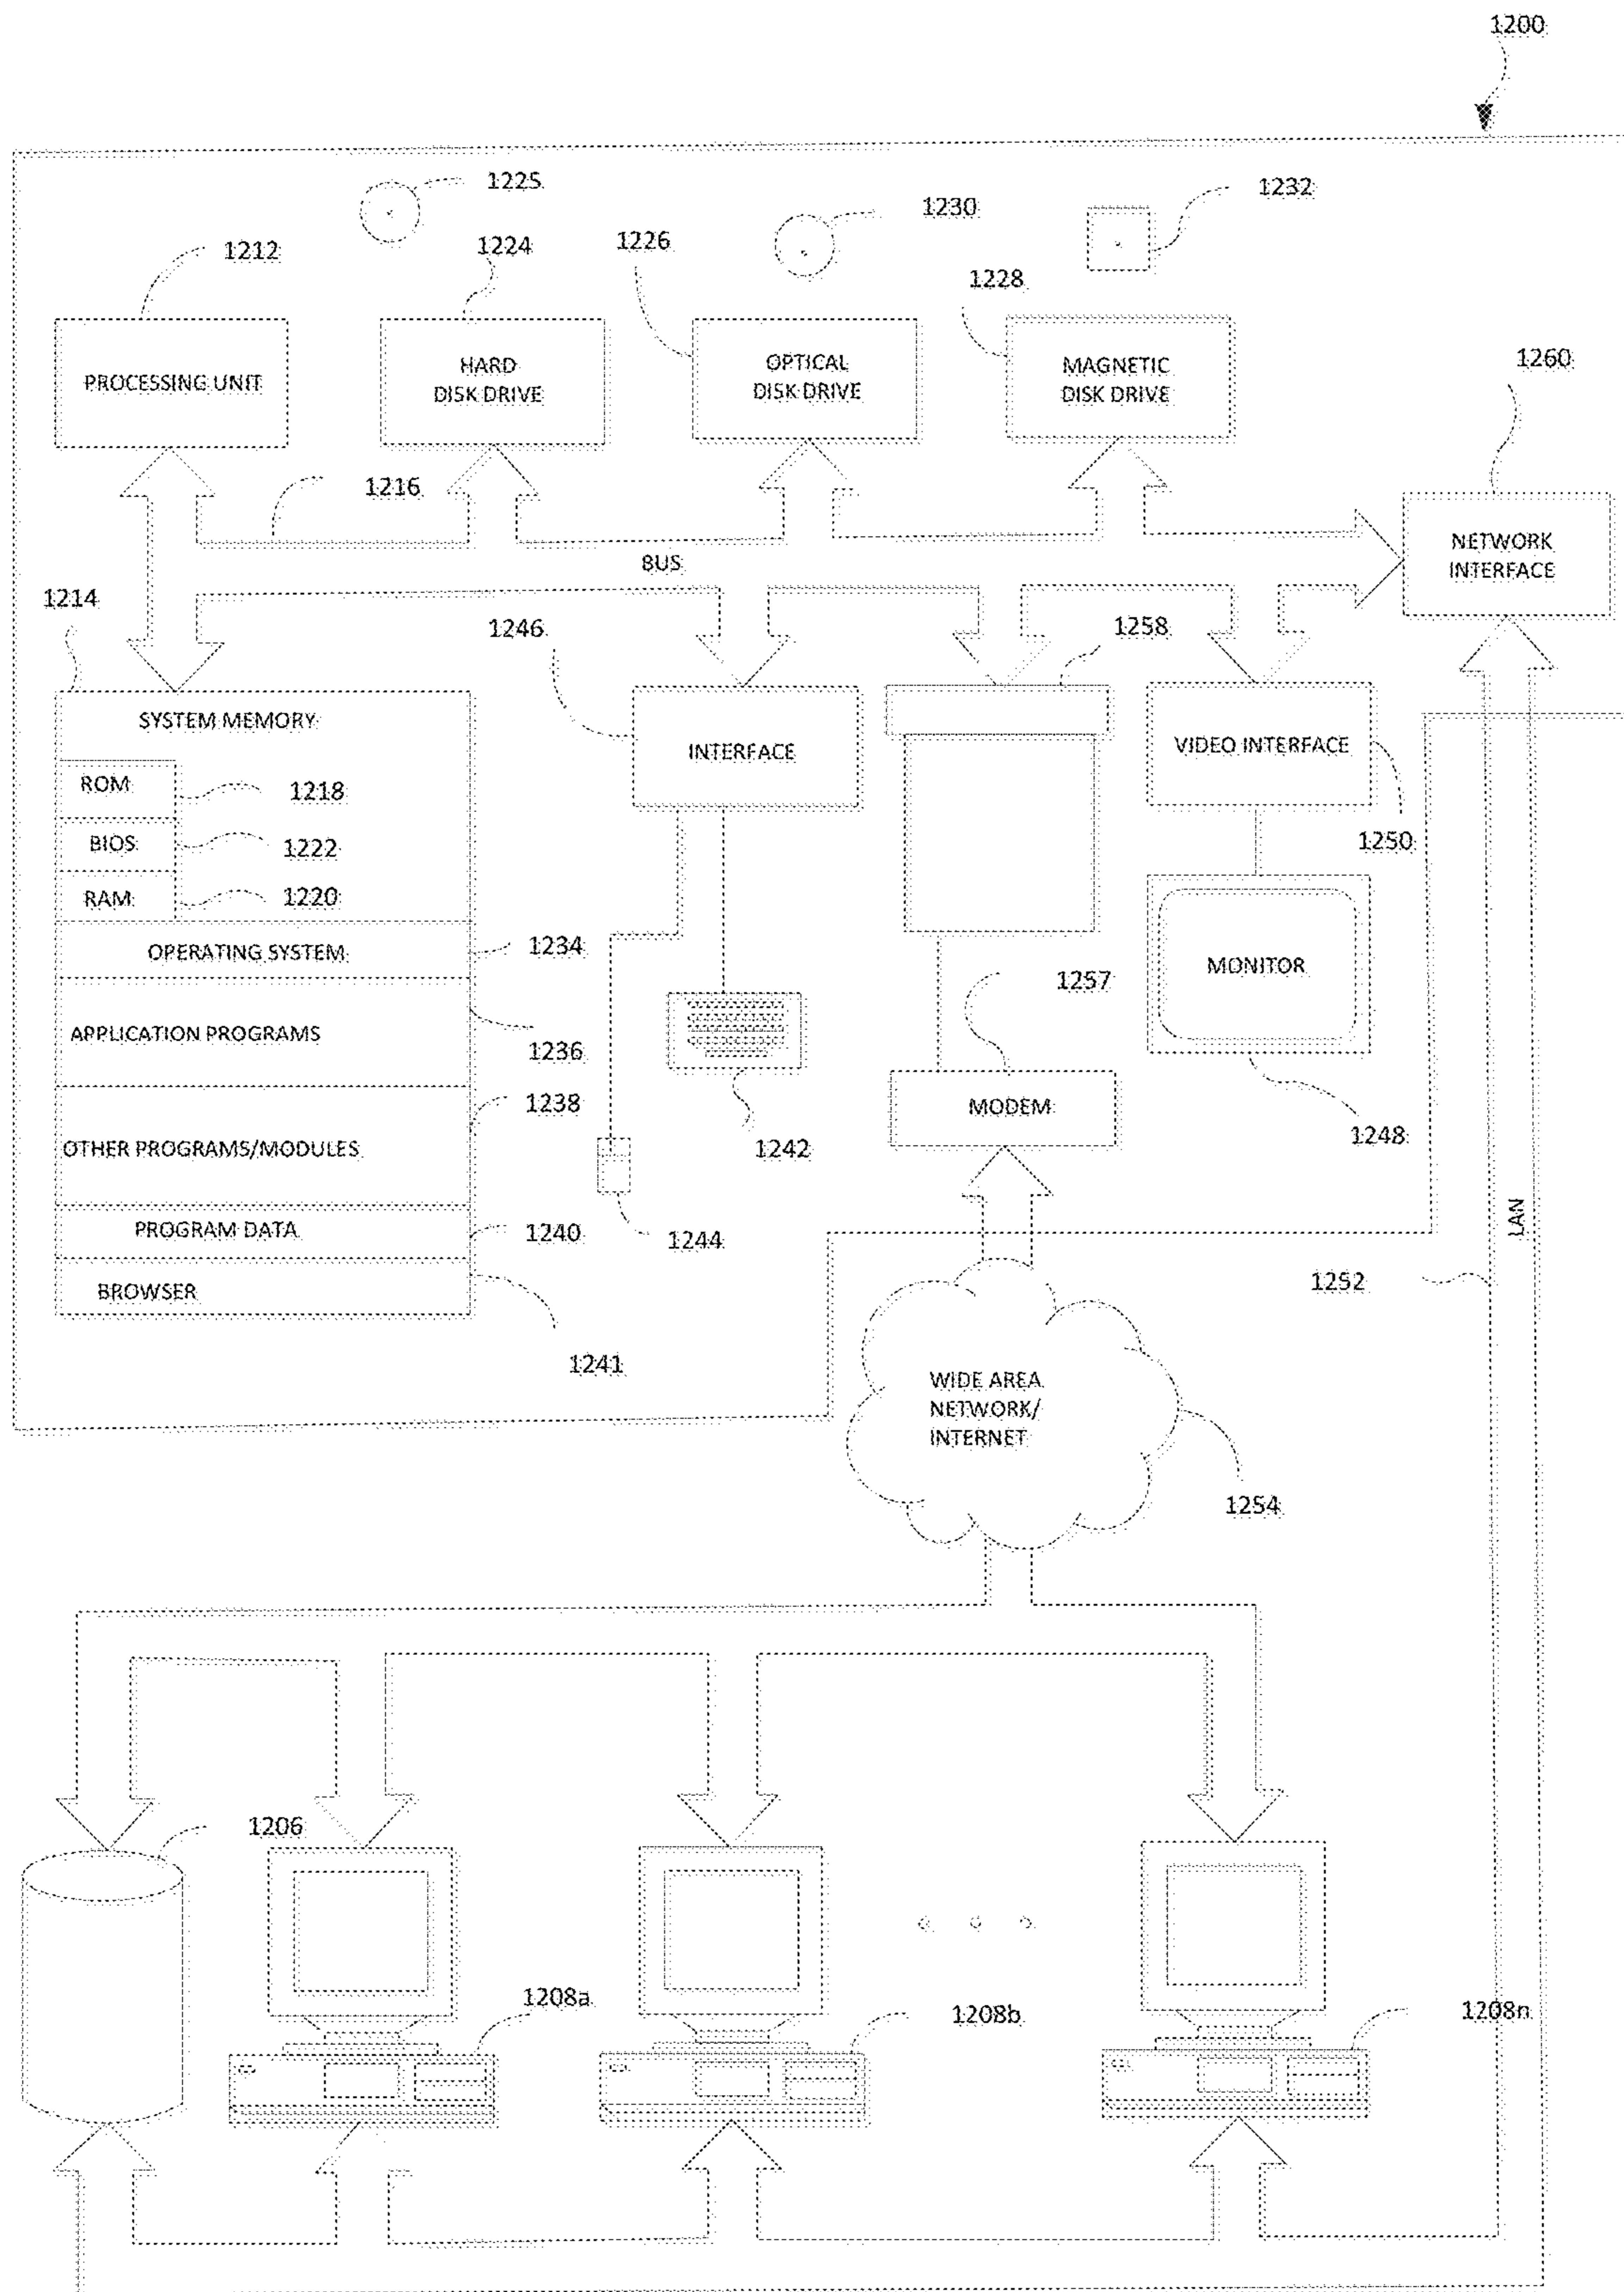 1200
1225
1230
1232
1212
1224
1226
1228
PROCESSING UNIT
HARD
DISK DRIVE
OPTICAL
DISK DRIVE
MAGNETIC
DISK DRIVE
1260
1216
NETWORK
INTERFACE
BUS
1214
1246
1258
SYSTEM MEMORY
INTERFACE
VIDEO INTERFACE
ROM
1218
BIOS
1222
1250
RAM
1220
OPERATING SYSTEM
1234
MONITOR
1257
APPLICATION PROGRAMS
1236
1238
MODEM
OTHER PROGRAMS/MODULES
1242
1248
PROGRAM DATA
1240
1244
LAN
BROWSER
1252
1241
WIDE AREA
NETWORK/
INTERNET
1254
1206
1208a
1208b
1208n